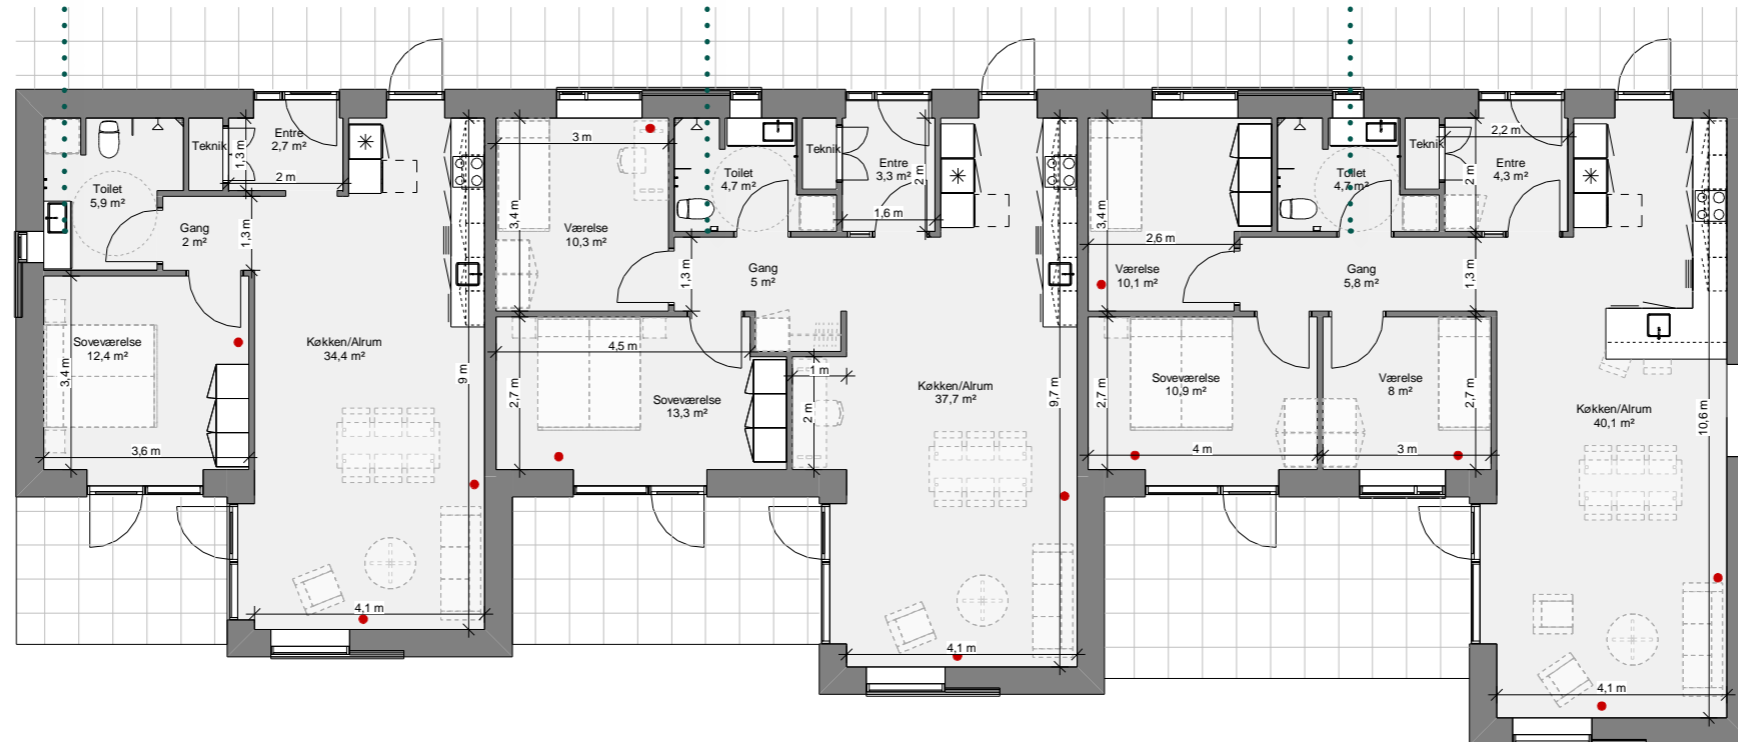 Teknik
1,3 m
Entre
2,7 m²
2 m
Toilet
5,9 m²
Gang
2 m²
1,3 m
Soveværelse
12,4 m²
3,4 m
3,6 m
Køkken/Alrum
34,4 m²
9 m
4,1 m
3 m
3,4 m
Værelse
10,3 m²
Toilet
4,7 m²
Teknik
Entre
3,3 m²
2 m
1,6 m
1,3 m
Gang
5 m²
4,5 m
2,7 m
Soveværelse
13,3 m²
1 m
2 m
Køkken/Alrum
37,7 m²
9,7 m
4,1 m
3,4 m
2,6 m
Værelse
10,1 m²
Toilet
4,7 m²
Teknik
2,2 m
Entre
4,3 m²
2 m
Gang
5,8 m²
1,3 m
Soveværelse
10,9 m²
2,7 m
4 m
Værelse
8 m²
2,7 m
3 m
Køkken/Alrum
40,1 m²
10,6 m
4,1 m